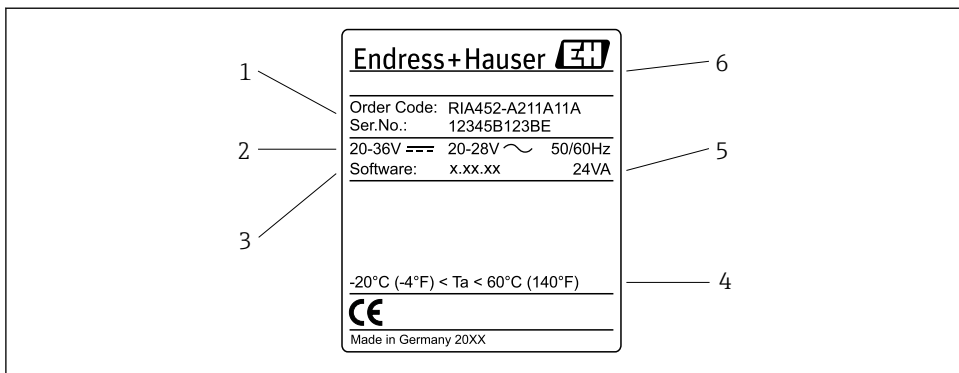 Endress+Hauser EH
Order Code: RIA452-A211A11A
Ser.No.: 12345B123BE
20-36V 20-28V 50/60Hz
Software: x.xx.xx 24VA
-20°C (-4°F) < Ta < 60°C (140°F)
CE
Made in Germany 20XX
1
2
3
4
5
6